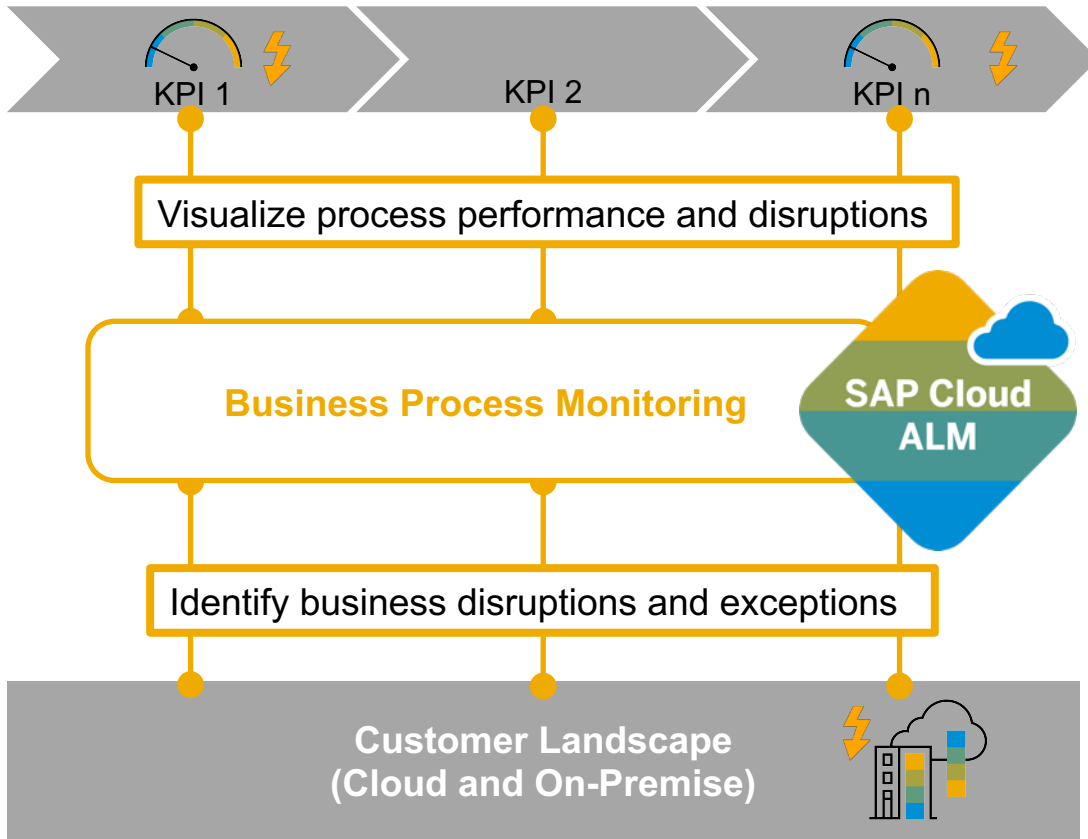 KPI 1
KPI 2
KPI n
Visualize process performance and disruptions
Business Process Monitoring
SAP Cloud
ALM
Identify business disruptions and exceptions
Customer Landscape
(Cloud and On-Premise)